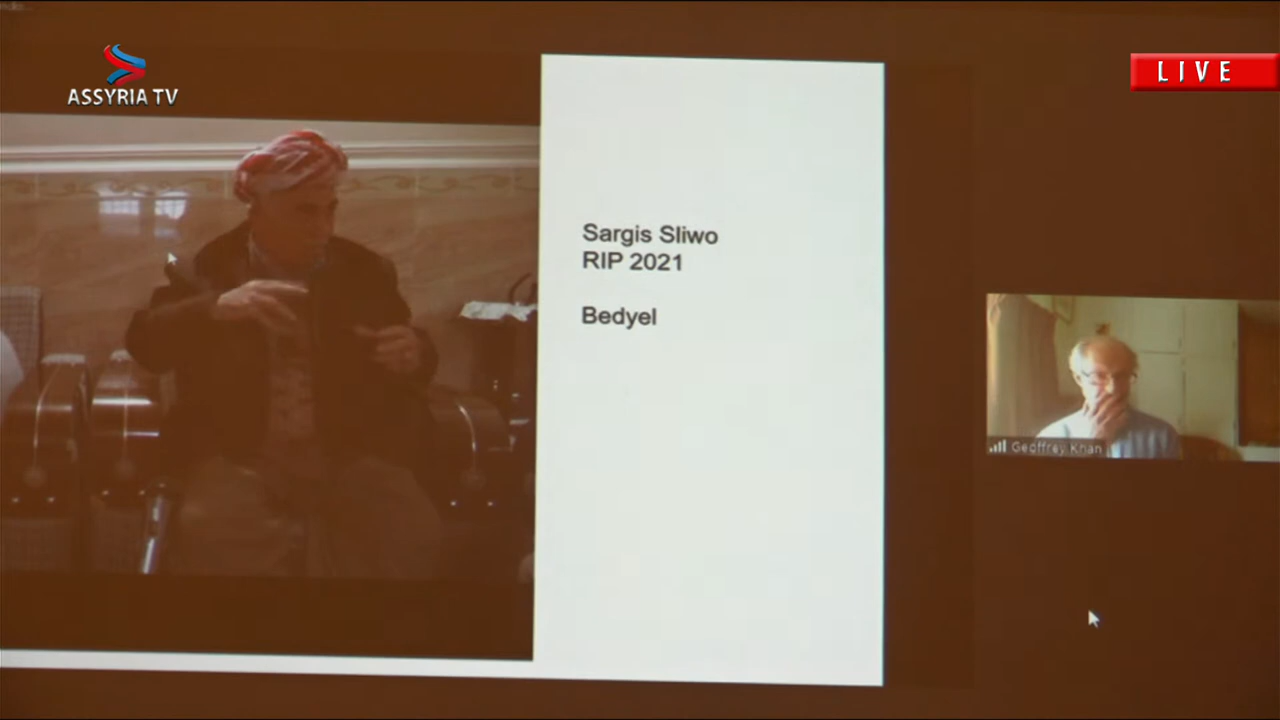 ASSYRIA TV
LIVE
Sargis Sliwo
RIP 2021
Bedyel
Geoffrey Khan